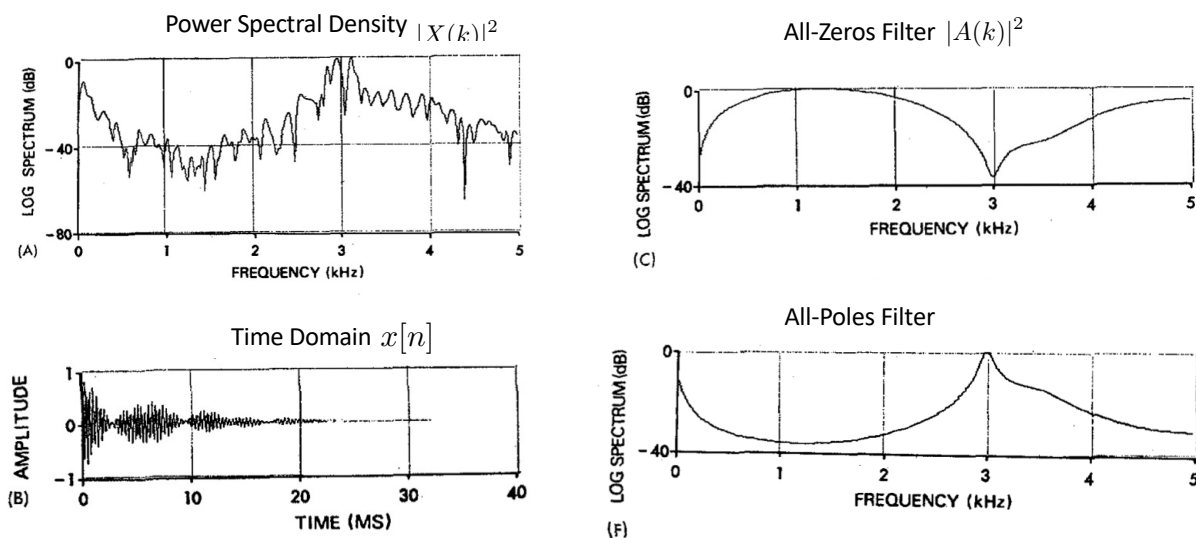 Power Spectral Density |X(k)|²
0
−40
−80
LOG SPECTRUM (dB)
0 1 2 3 4 5
FREQUENCY (kHz)
(A)
All-Zeros Filter |A(k)|²
0
−40
LOG SPECTRUM (dB)
0 1 2 3 4 5
FREQUENCY (kHz)
(C)
Time Domain x[n]
1
0
−1
AMPLITUDE
0 10 20 30 40
TIME (MS)
(B)
All-Poles Filter
0
−40
LOG SPECTRUM (dB)
0 1 2 3 4 5
FREQUENCY (kHz)
(F)